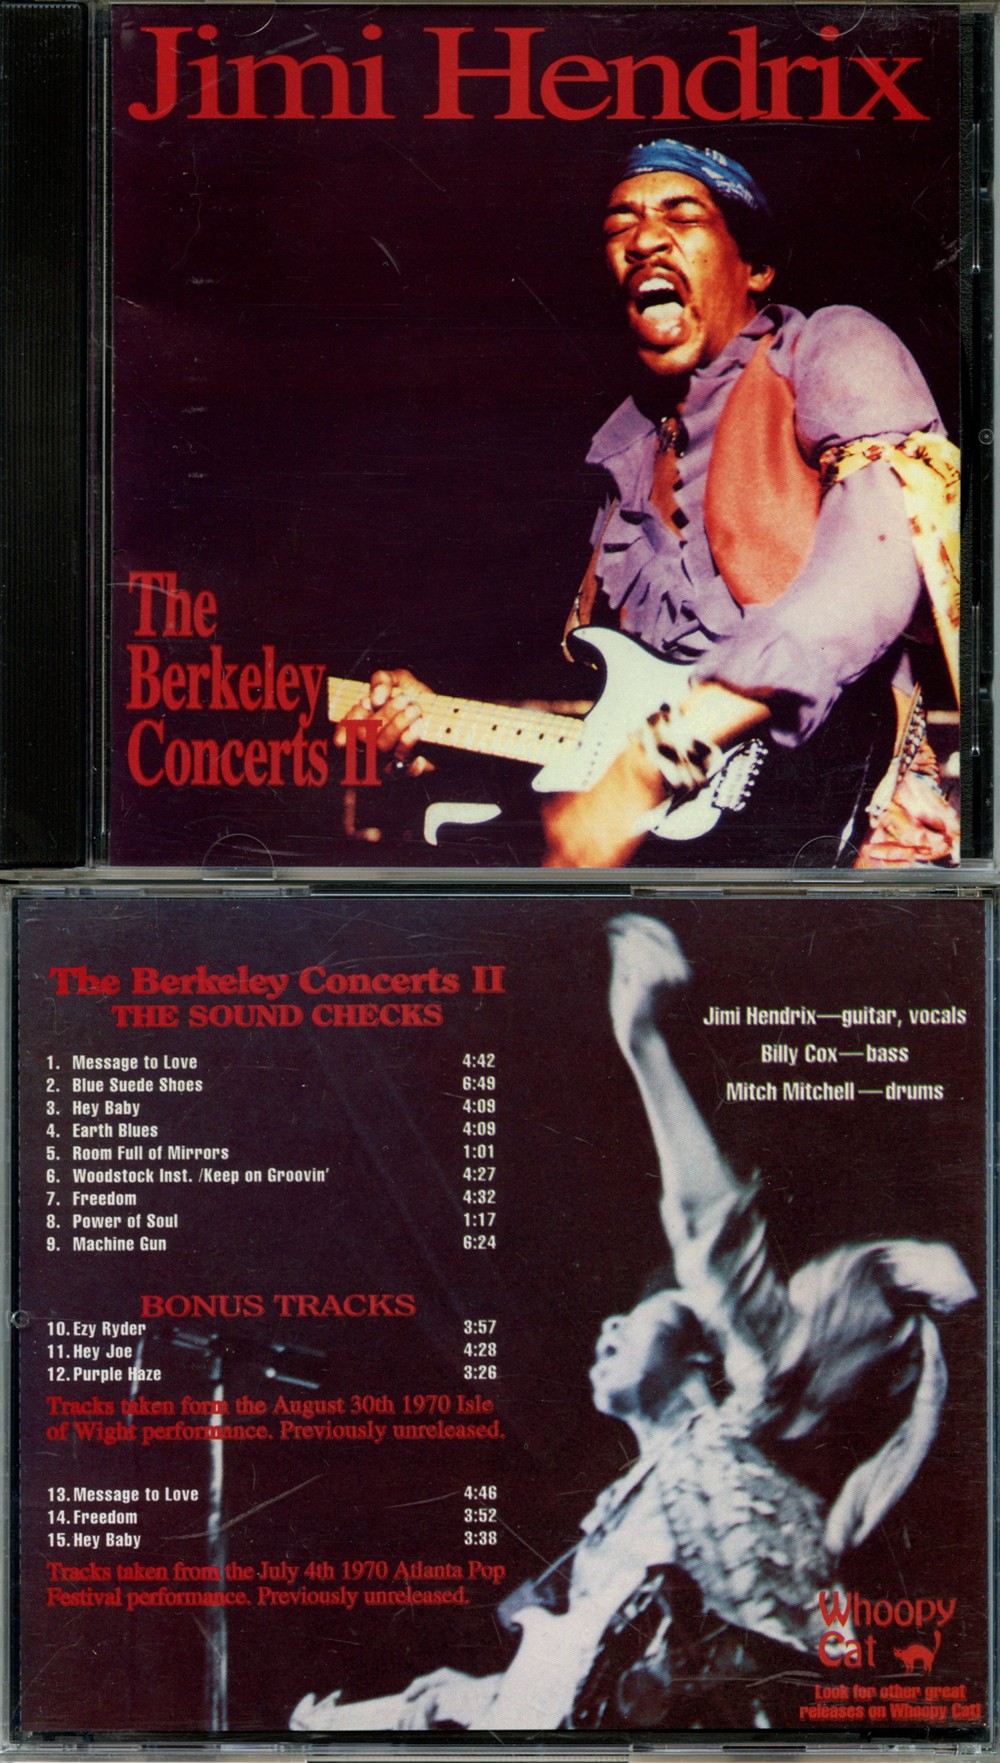 Jimi Hendrix
The
Berkeley
Concerts II
The Berkeley Concerts II
THE SOUND CHECKS
1. Message to Love 4:42
2. Blue Suede Shoes 6:49
3. Hey Baby 4:09
4. Earth Blues 4:09
5. Room Full of Mirrors 1:01
6. Woodstock Inst. /Keep on Groovin' 4:27
7. Freedom 4:32
8. Power of Soul 1:17
9. Machine Gun 6:24
BONUS TRACKS
10. Ezy Ryder 3:57
11. Hey Joe 4:28
12. Purple Haze 3:26
Tracks taken form the August 30th 1970 Isle
of Wight performance. Previously unreleased.
13. Message to Love 4:46
14. Freedom 3:52
15. Hey Baby 3:38
Tracks taken from the July 4th 1970 Atlanta Pop
Festival performance. Previously unreleased.
Jimi Hendrix—guitar, vocals
Billy Cox—bass
Mitch Mitchell—drums
Whoopy
Cat
Look for other great
releases on Whoopy Cat!